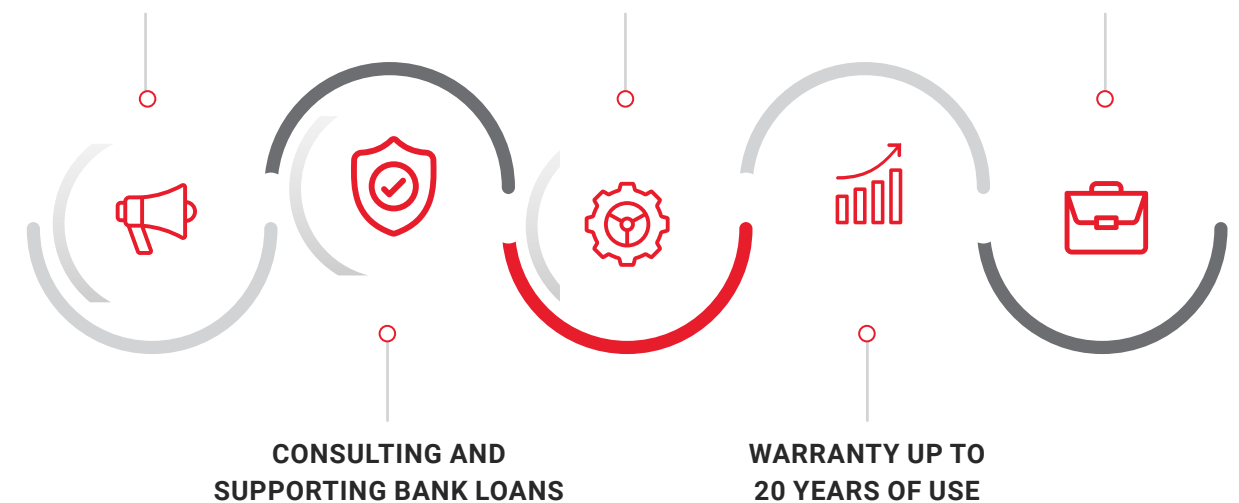 CONSULTING AND
SUPPORTING BANK LOANS
WARRANTY UP TO
20 YEARS OF USE